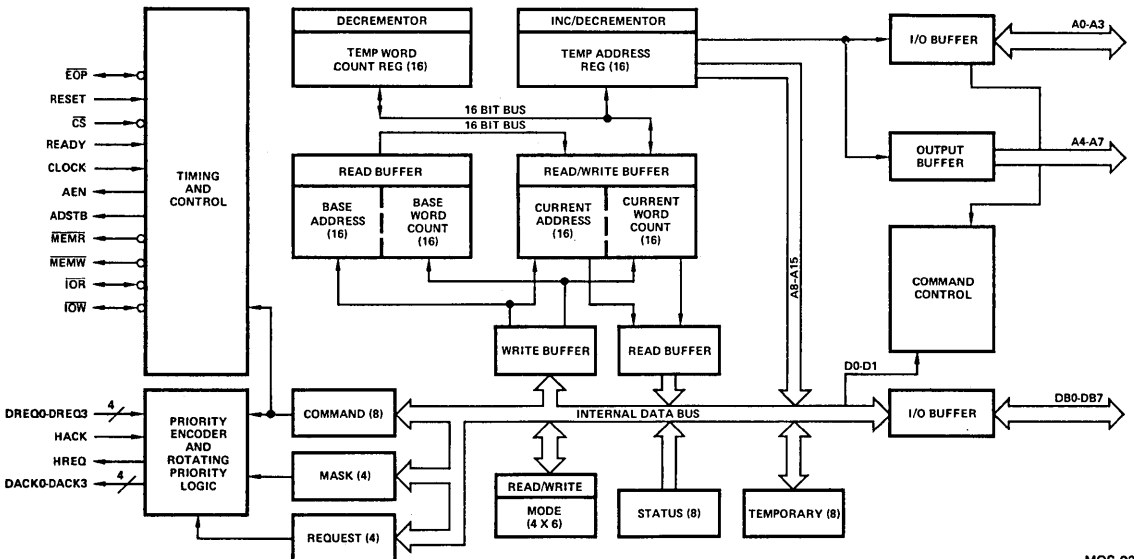 DECREMENTOR
TEMP WORD
COUNT REG (16)
INC/DECREMENTOR
TEMP ADDRESS
REG (16)
I/O BUFFER
A0-A3
EOP
RESET
CS
READY
CLOCK
AEN
ADSTB
MEMR
MEMW
IOR
IOW
TIMING
AND
CONTROL
16 BIT BUS
16 BIT BUS
OUTPUT
BUFFER
A4-A7
READ BUFFER
BASE
ADDRESS
(16)
BASE
WORD
COUNT
(16)
READ/WRITE BUFFER
CURRENT
ADDRESS
(16)
CURRENT
WORD
COUNT
(16)
A8-A15
COMMAND
CONTROL
WRITE BUFFER
READ BUFFER
D0-D1
DREQ0-DREQ3
4
HACK
HREQ
DACK0-DACK3
4
PRIORITY
ENCODER
AND
ROTATING
PRIORITY
LOGIC
COMMAND (8)
MASK (4)
REQUEST (4)
INTERNAL DATA BUS
I/O BUFFER
DB0-DB7
READ/WRITE
MODE
(4 X 6)
STATUS (8)
TEMPORARY (8)